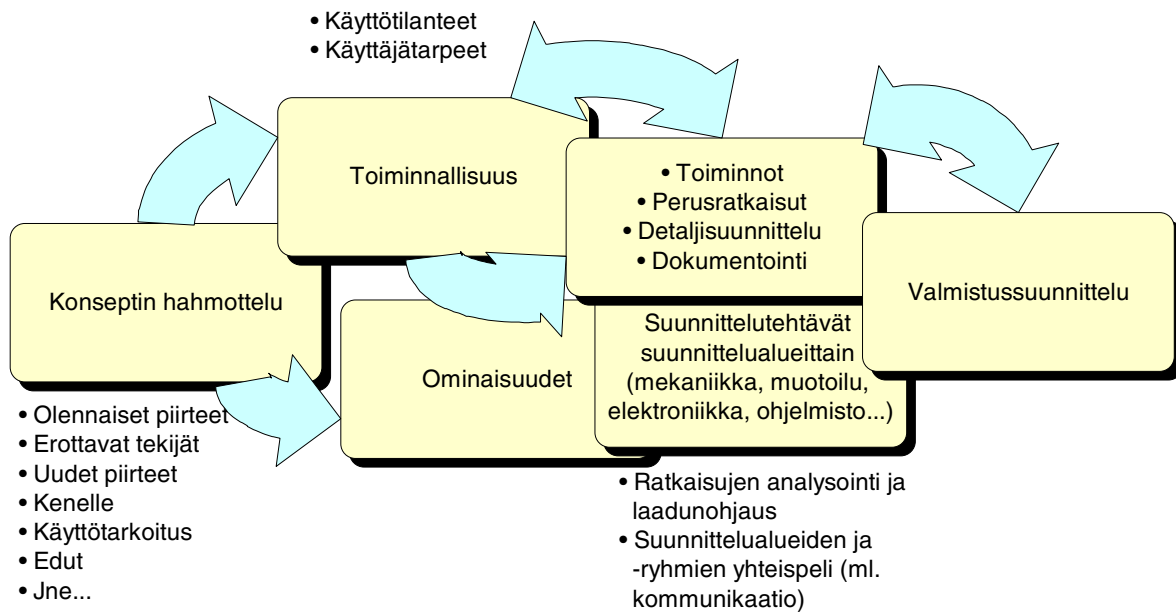 • Käyttötilanteet
• Käyttäjätarpeet
Toiminnallisuus
• Toiminnot
• Perusratkaisut
• Detaljisuunnittelu
• Dokumentointi
Konseptin hahmottelu
Valmistussuunnittelu
Ominaisuudet
Suunnittelutehtävät
suunnittelualueittain
(mekaniikka, muotoilu,
elektroniikka, ohjelmisto...)
• Olennaiset piirteet
• Erottavat tekijät
• Uudet piirteet
• Kenelle
• Käyttötarkoitus
• Edut
• Jne...
• Ratkaisujen analysointi ja
laadunohjaus
• Suunnittelualueiden ja
-ryhmien yhteispeli (ml.
kommunikaatio)